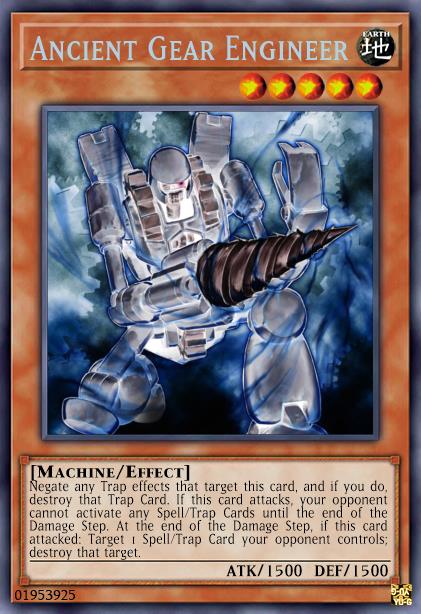 ANCIENT GEAR ENGINEER
EARTH
地
[MACHINE/EFFECT]
Negate any Trap effects that target this card, and if you do,
destroy that Trap Card. If this card attacks, your opponent
cannot activate any Spell/Trap Cards until the end of the
Damage Step. At the end of the Damage Step, if this card
attacked: Target 1 Spell/Trap Card your opponent controls;
destroy that target.
ATK/1500 DEF/1500
01953925